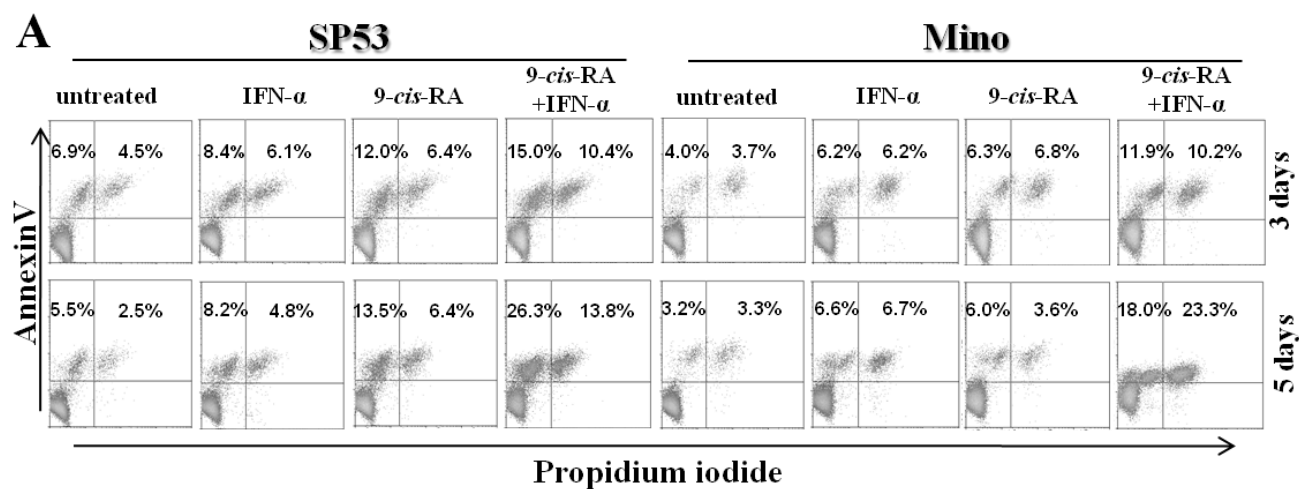 A
SP53 Mino
untreated IFN-α 9-cis-RA 9-cis-RA
+IFN-α untreated IFN-α 9-cis-RA 9-cis-RA
+IFN-α
6.9% 4.5% 8.4% 6.1% 12.0% 6.4% 15.0% 10.4% 4.0% 3.7% 6.2% 6.2% 6.3% 6.8% 11.9% 10.2%
3 days
5.5% 2.5% 8.2% 4.8% 13.5% 6.4% 26.3% 13.8% 3.2% 3.3% 6.6% 6.7% 6.0% 3.6% 18.0% 23.3%
5 days
AnnexinV
Propidium iodide